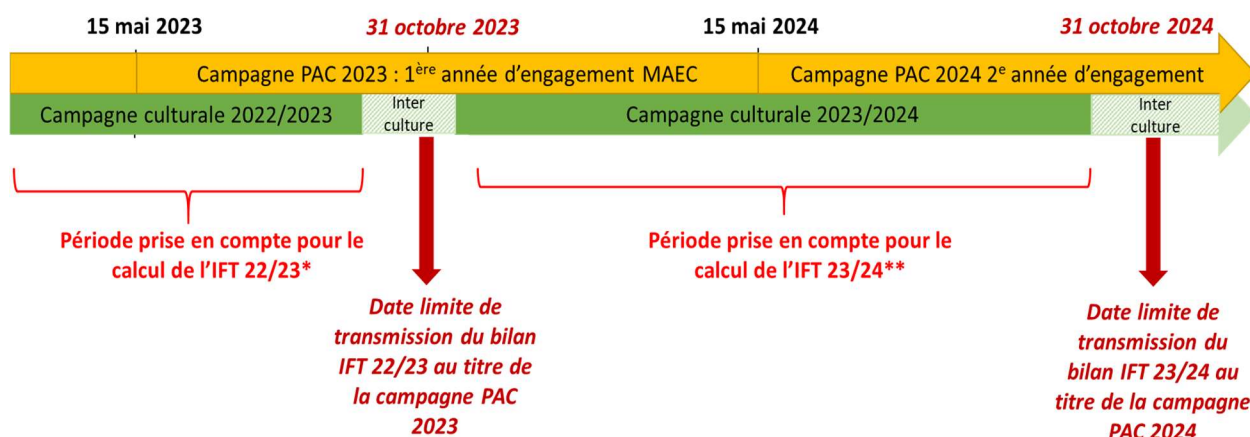 15 mai 2023
31 octobre 2023
15 mai 2024
31 octobre 2024
Campagne PAC 2023 : 1ère année d'engagement MAEC
Campagne PAC 2024 2e année d'engagement
Campagne culturale 2022/2023
Inter
culture
Campagne culturale 2023/2024
Inter
culture
Période prise en compte pour le
calcul de l'IFT 22/23*
Période prise en compte pour le
calcul de l'IFT 23/24**
Date limite de
transmission du bilan
IFT 22/23 au titre de
la campagne PAC
2023
Date limite de
transmission du
bilan IFT 23/24 au
titre de la campagne
PAC 2024